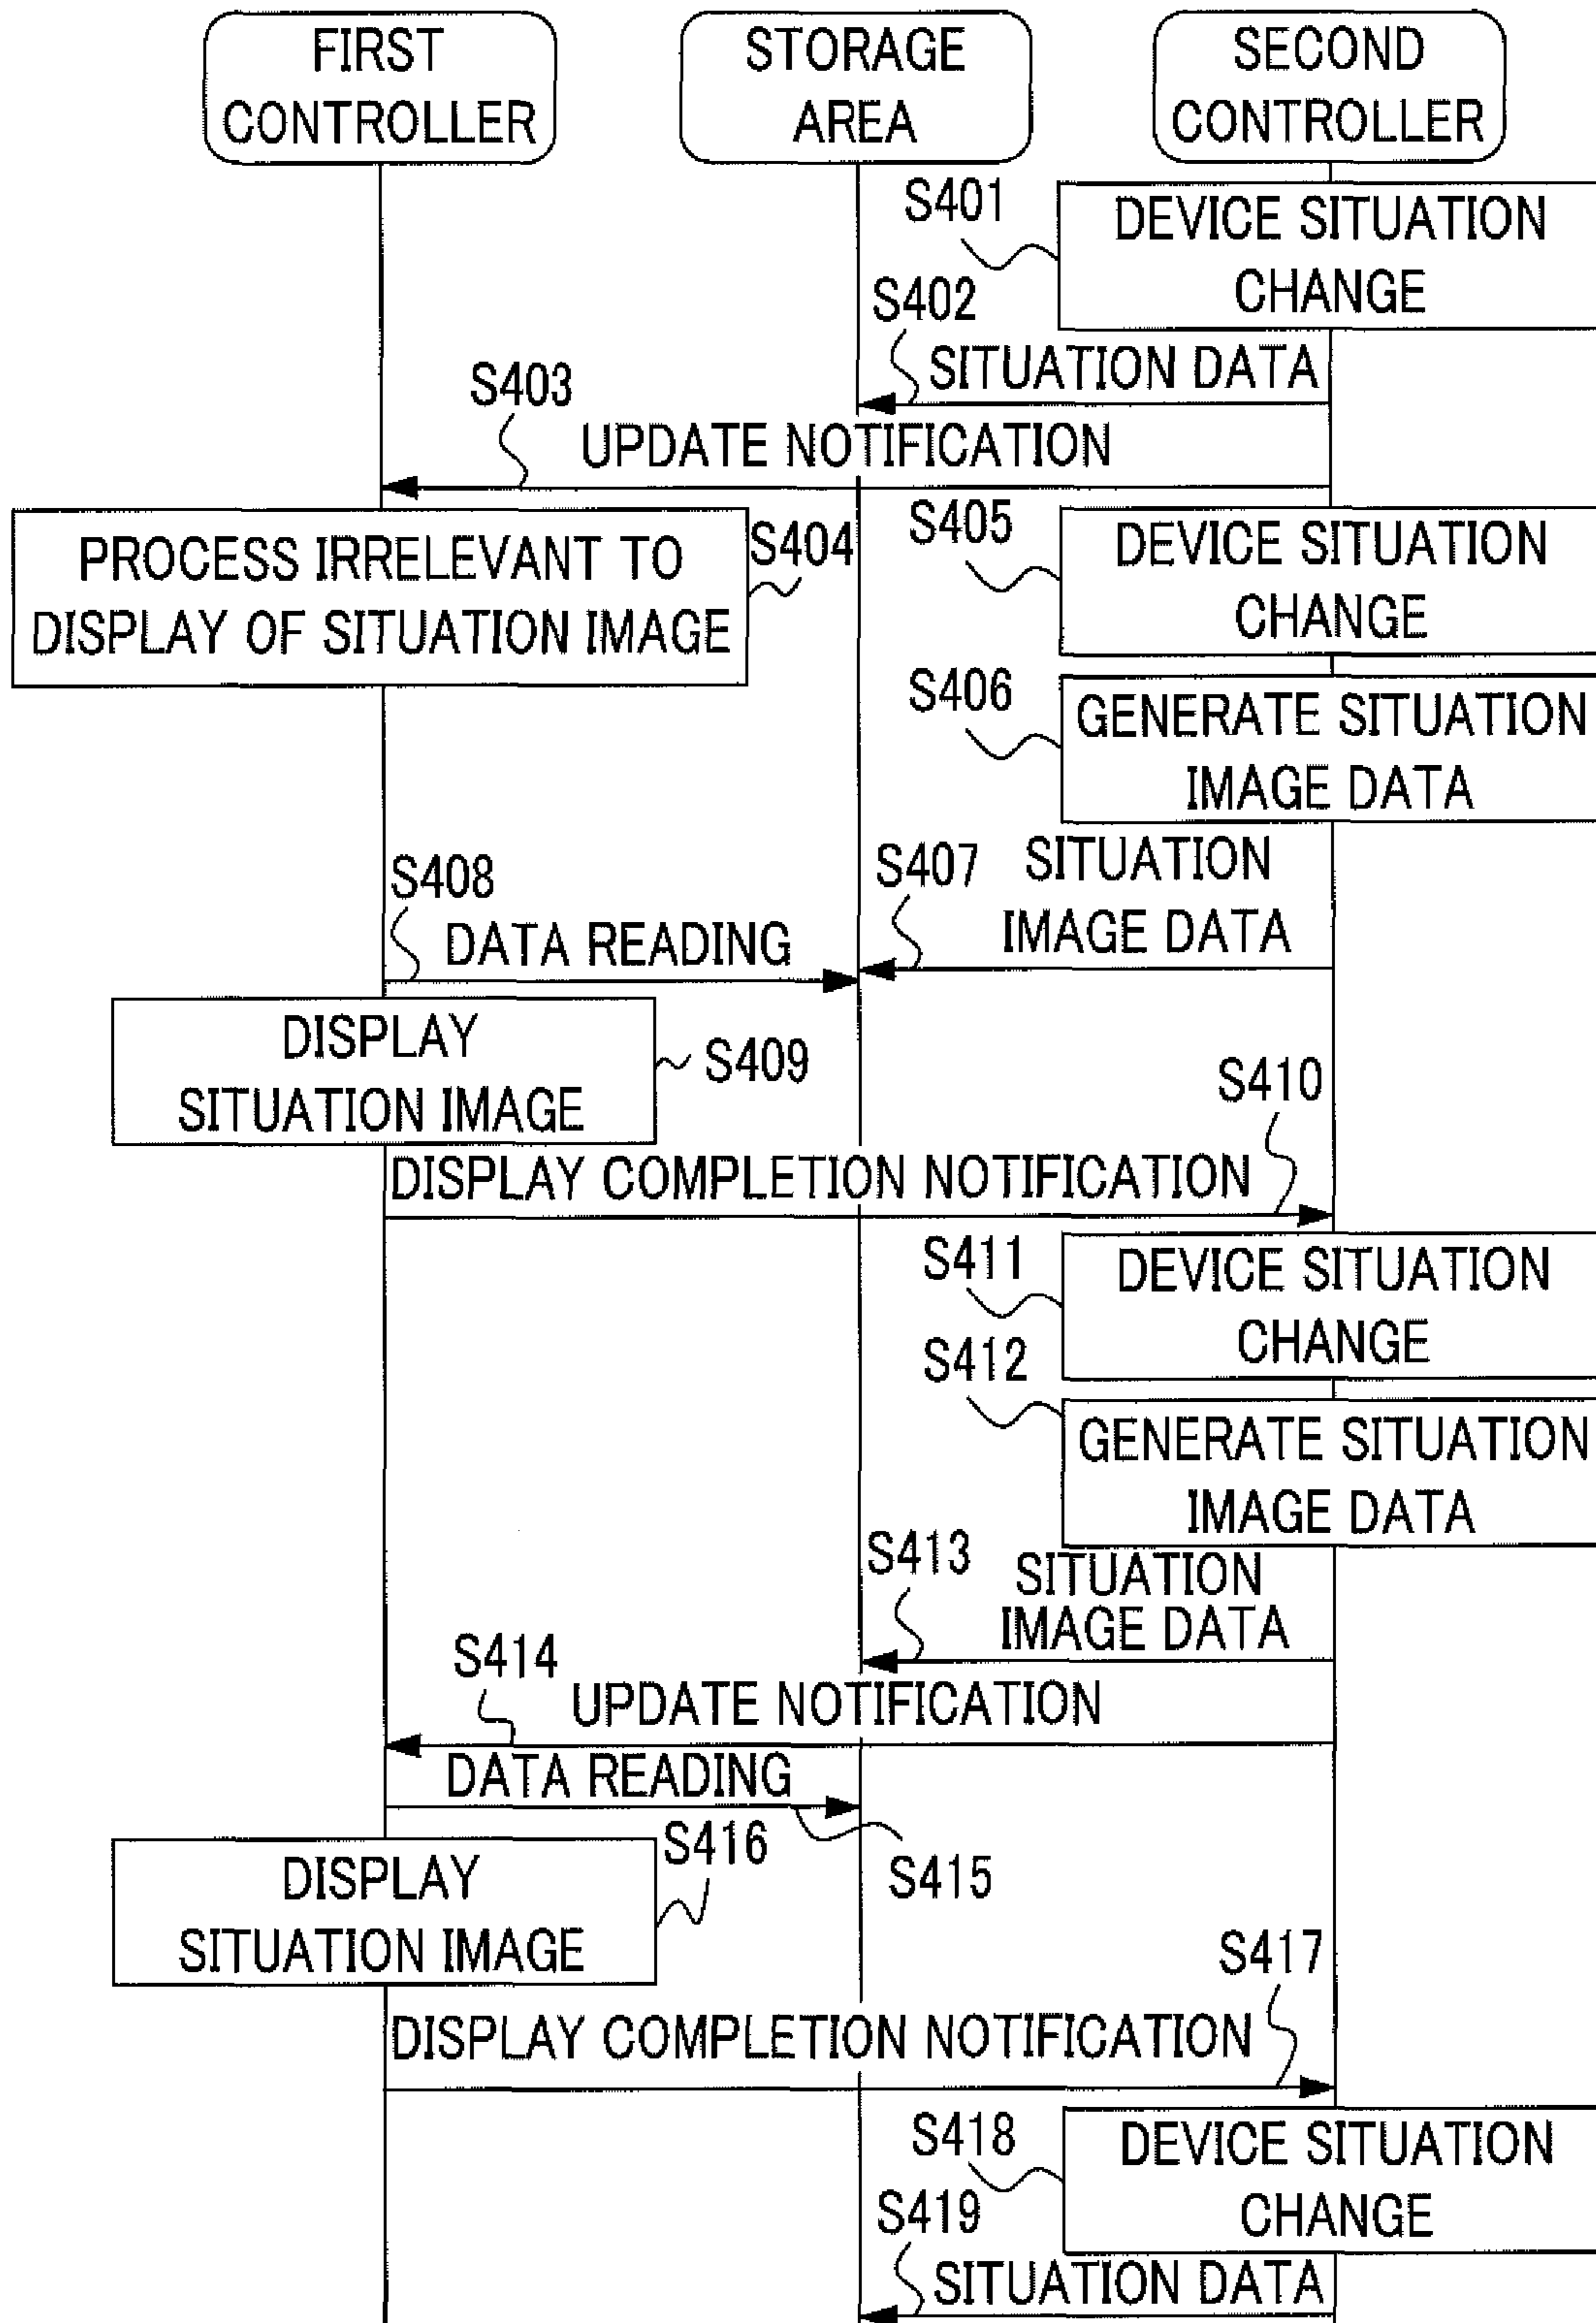 FIRST
CONTROLLER
STORAGE
AREA
SECOND
CONTROLLER
S401
DEVICE SITUATION
CHANGE
S402
SITUATION DATA
S403
UPDATE NOTIFICATION
PROCESS IRRELEVANT TO
DISPLAY OF SITUATION IMAGE
S404
S405
DEVICE SITUATION
CHANGE
S406
GENERATE SITUATION
IMAGE DATA
S407
SITUATION
IMAGE DATA
S408
DATA READING
DISPLAY
SITUATION IMAGE
S409
S410
DISPLAY COMPLETION NOTIFICATION
S411
DEVICE SITUATION
CHANGE
S412
GENERATE SITUATION
IMAGE DATA
S413
SITUATION
IMAGE DATA
S414
UPDATE NOTIFICATION
DATA READING
S415
DISPLAY
SITUATION IMAGE
S416
S417
DISPLAY COMPLETION NOTIFICATION
S418
DEVICE SITUATION
CHANGE
S419
SITUATION DATA